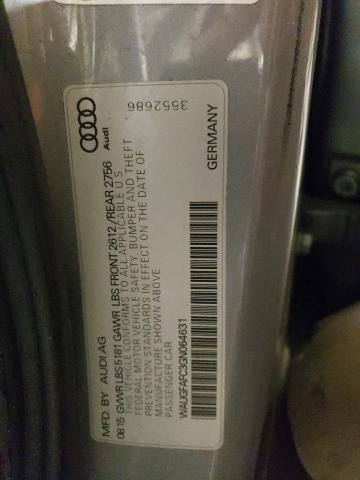 MFD. BY AUDI AG
08 15 GVWR LBS 5181 GAWR LBS FRONT 2612 / REAR 2756
THIS VEHICLE CONFORMS TO ALL APPLICABLE U S
FEDERAL MOTOR VEHICLE SAFETY, BUMPER AND THEFT
PREVENTION STANDARDS IN EFFECT ON THE DATE OF
MANUFACTURE SHOWN ABOVE
PASSENGER CAR
WAUGFAFC3GN064631
GERMANY
Audi
3552686